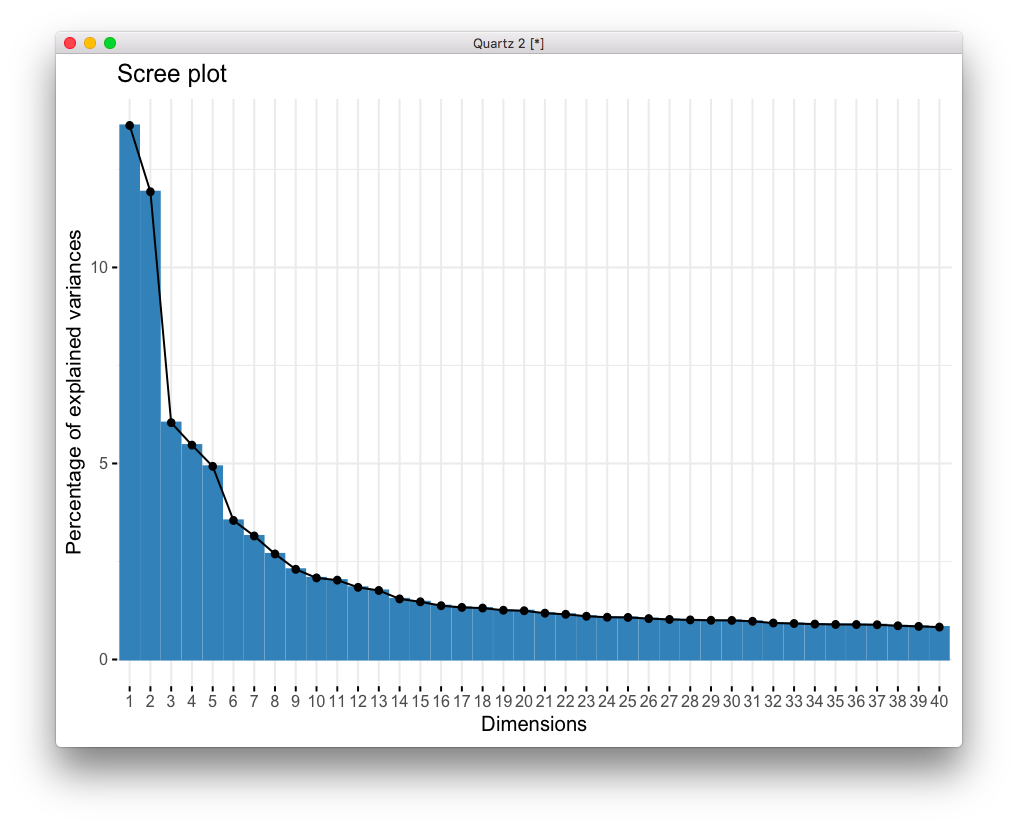 Quartz 2 [*]
Scree plot
Percentage of explained variances
10
5
0
1 2 3 4 5 6 7 8 9 10 11 12 13 14 15 16 17 18 19 20 21 22 23 24 25 26 27 28 29 30 31 32 33 34 35 36 37 38 39 40
Dimensions